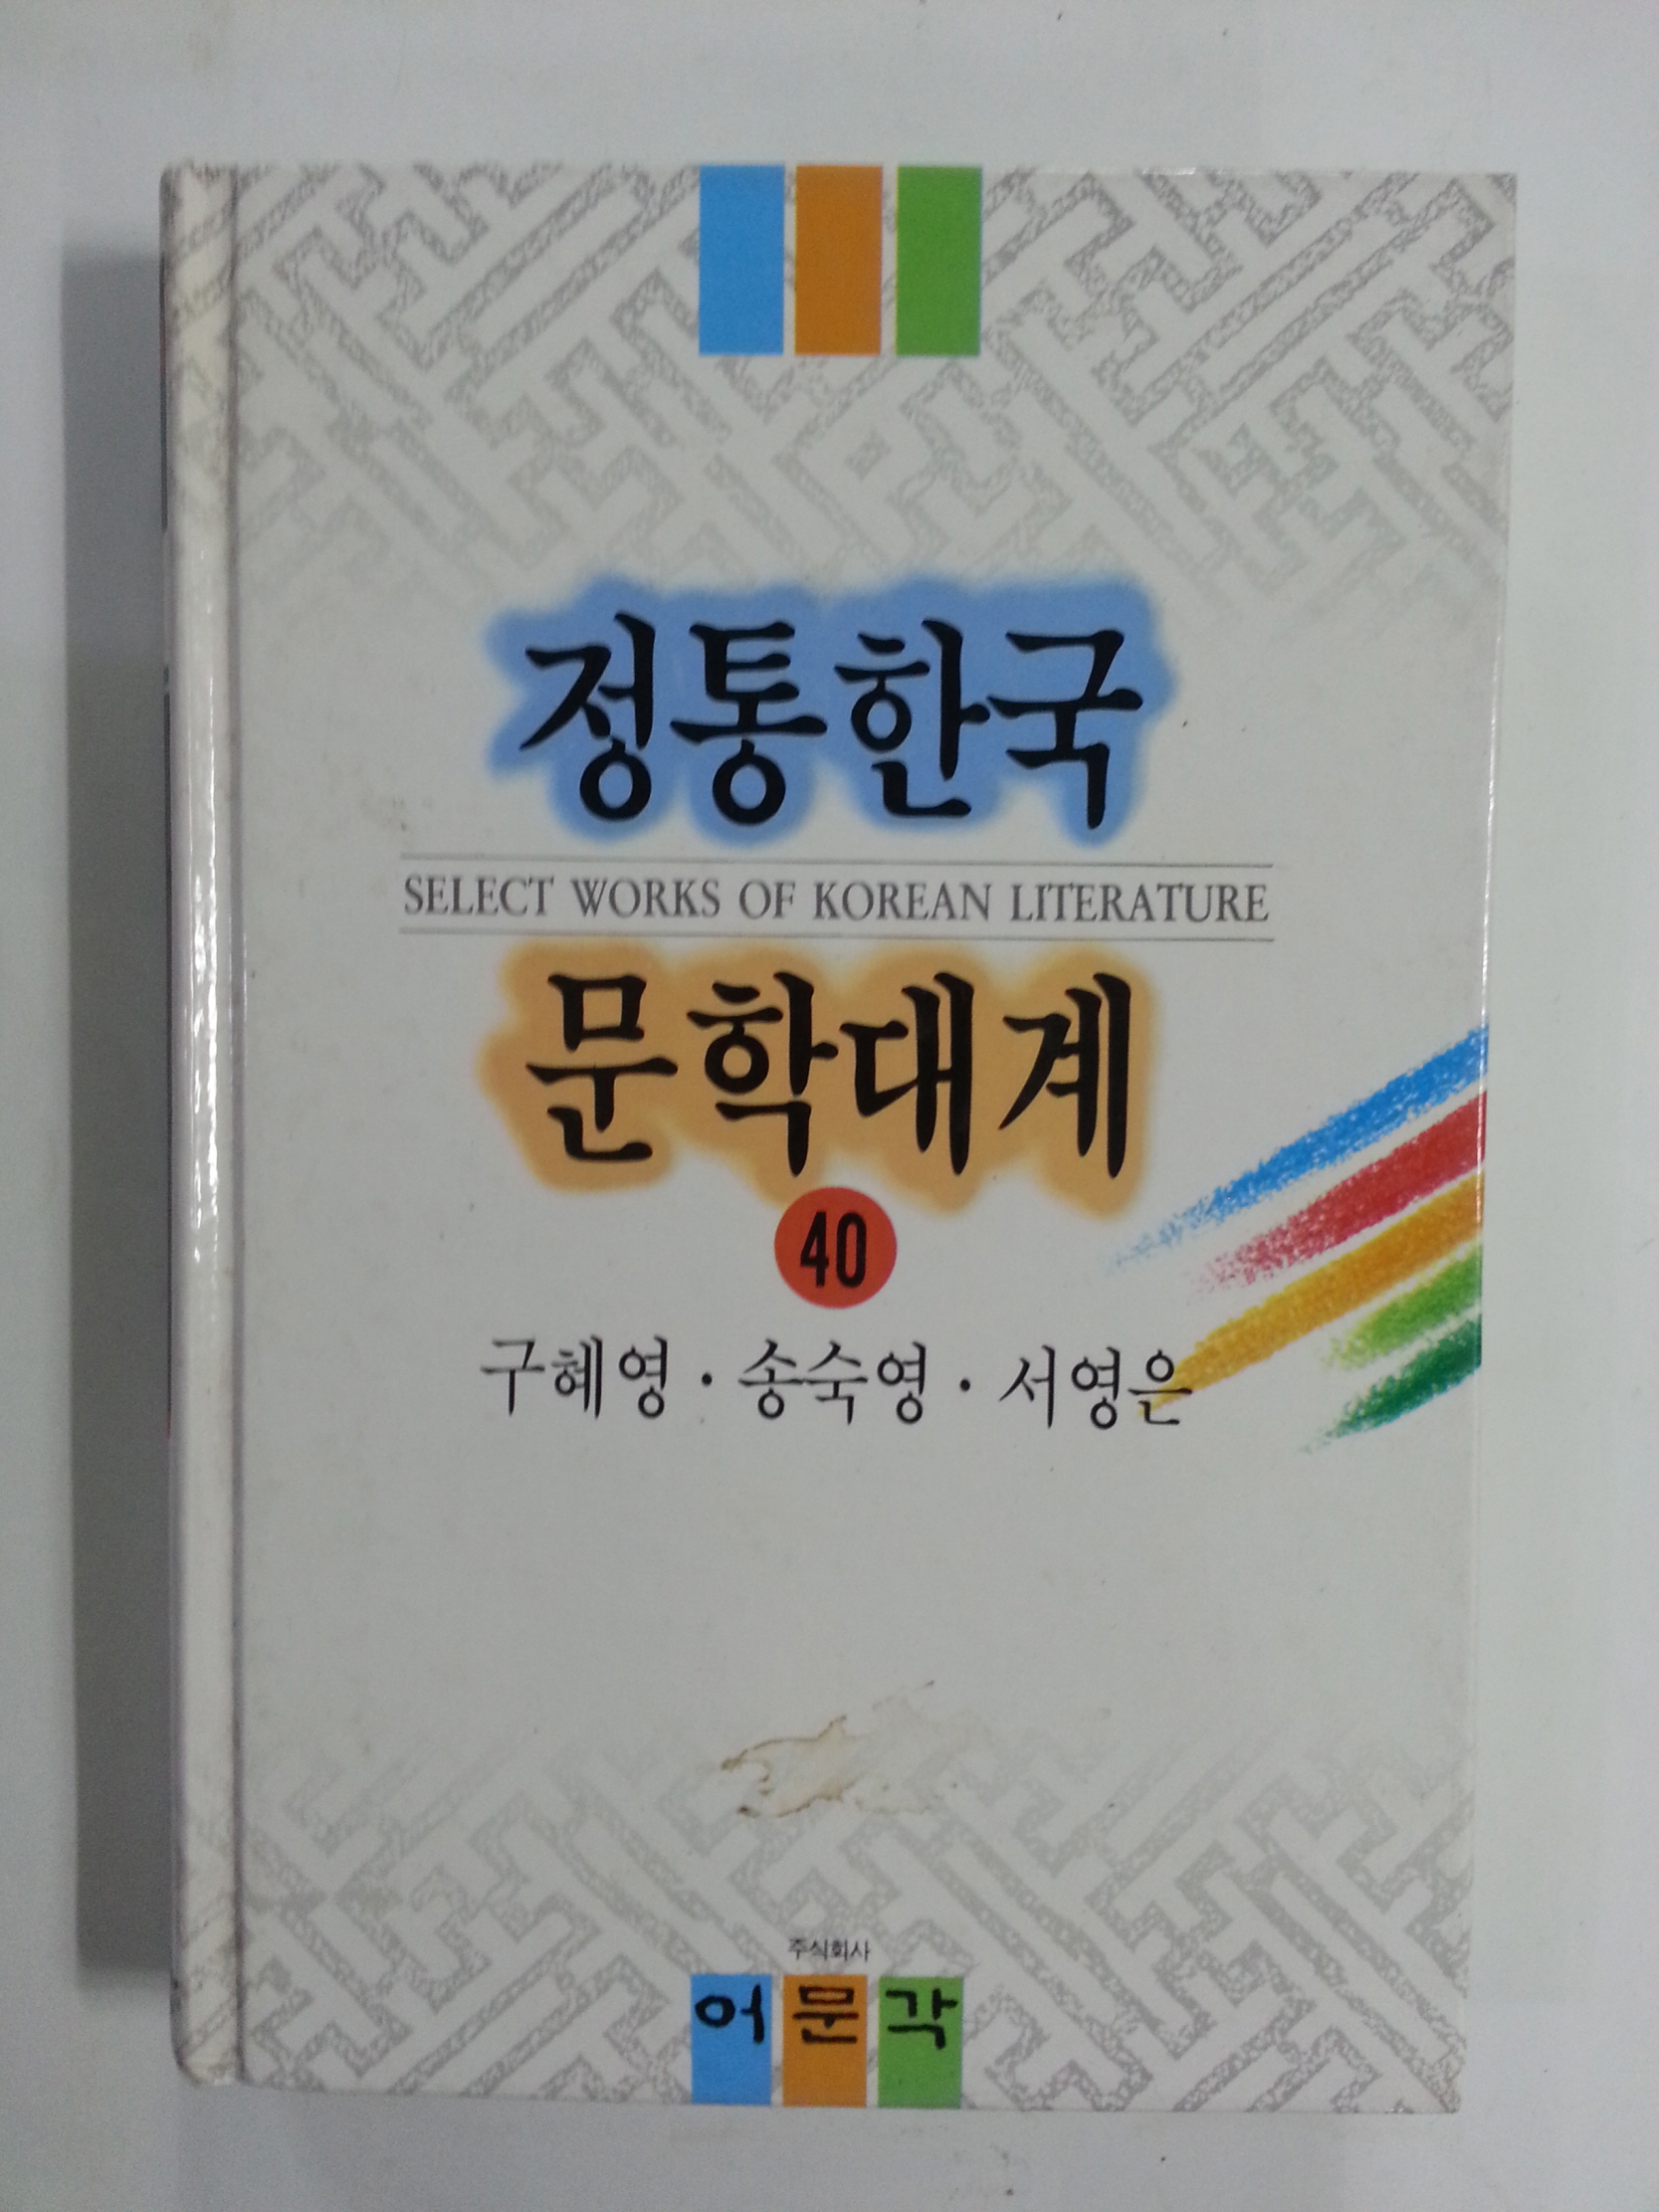 정통한국
SELECT WORKS OF KOREAN LITERATURE
문학대계
40
구혜영 · 송숙영 · 서영은
주식회사
어문각